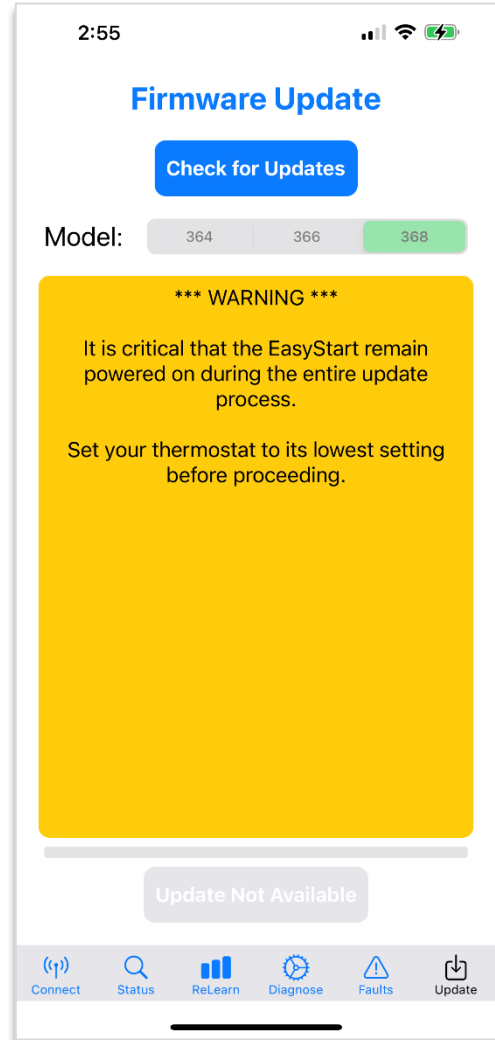 2:55
Firmware Update
Check for Updates
Model: 364 366 368
*** WARNING ***
It is critical that the EasyStart remain
powered on during the entire update
process.
Set your thermostat to its lowest setting
before proceeding.
Update Not Available
Connect Status ReLearn Diagnose Faults Update